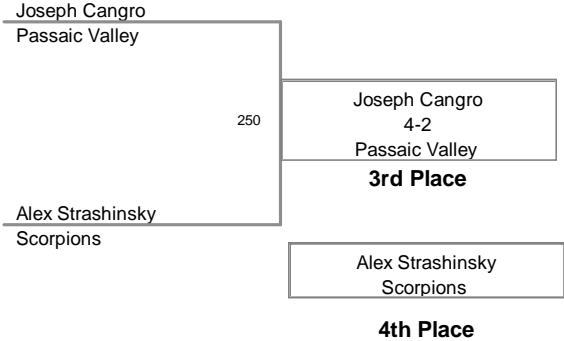 Joseph Cangro
Passaic Valley
250
Joseph Cangro
4-2
Passaic Valley
3rd Place
Alex Strashinsky
Scorpions
Alex Strashinsky
Scorpions
4th Place